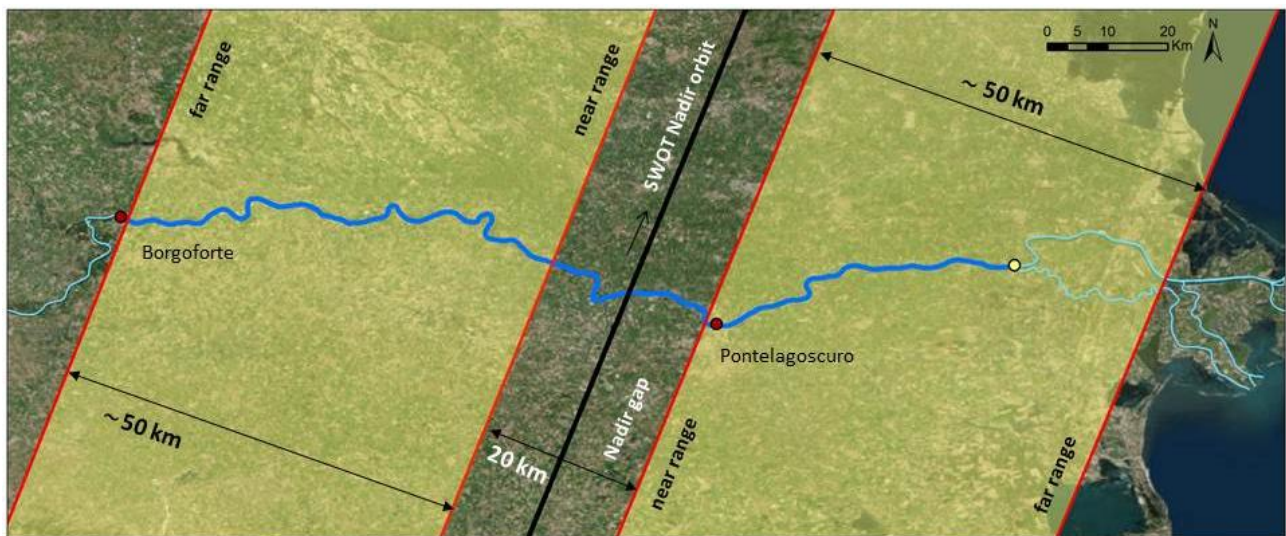 N
0 5 10 20
Km
far range
near range
SWOT Nadir orbit
~ 50 km
Borgoforte
Pontelagoscuro
~ 50 km
20 km
Nadir gap
near range
far range